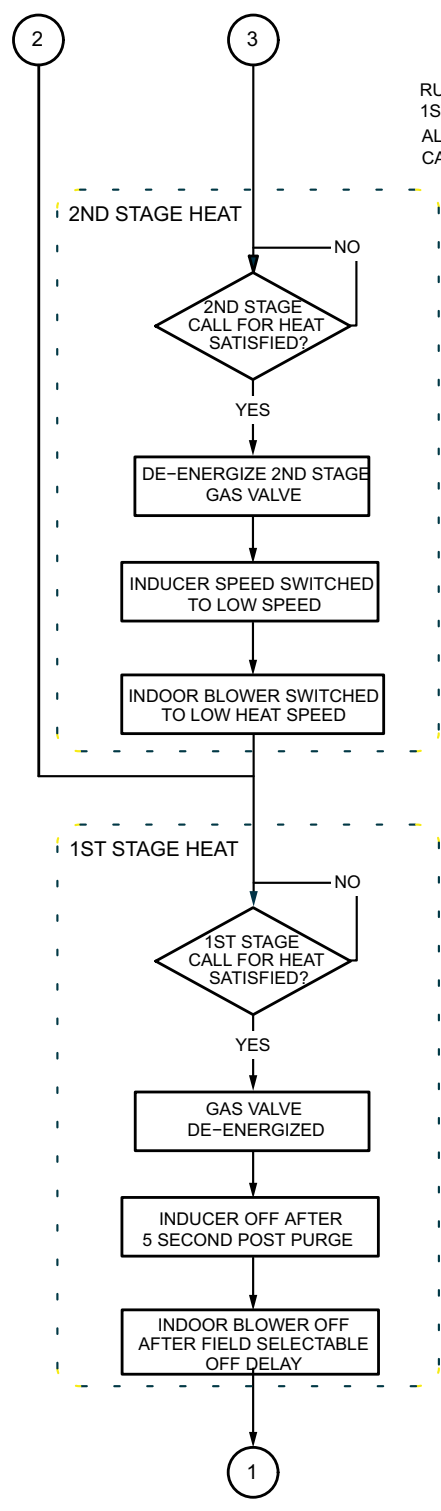 2
3
RU
1S
AL
CA
2ND STAGE HEAT
NO
2ND STAGE
CALL FOR HEAT
SATISFIED?
YES
DE−ENERGIZE 2ND STAGE
GAS VALVE
INDUCER SPEED SWITCHED
TO LOW SPEED
INDOOR BLOWER SWITCHED
TO LOW HEAT SPEED
1ST STAGE HEAT
NO
1ST STAGE
CALL FOR HEAT
SATISFIED?
YES
GAS VALVE
DE−ENERGIZED
INDUCER OFF AFTER
5 SECOND POST PURGE
INDOOR BLOWER OFF
AFTER FIELD SELECTABLE
OFF DELAY
1